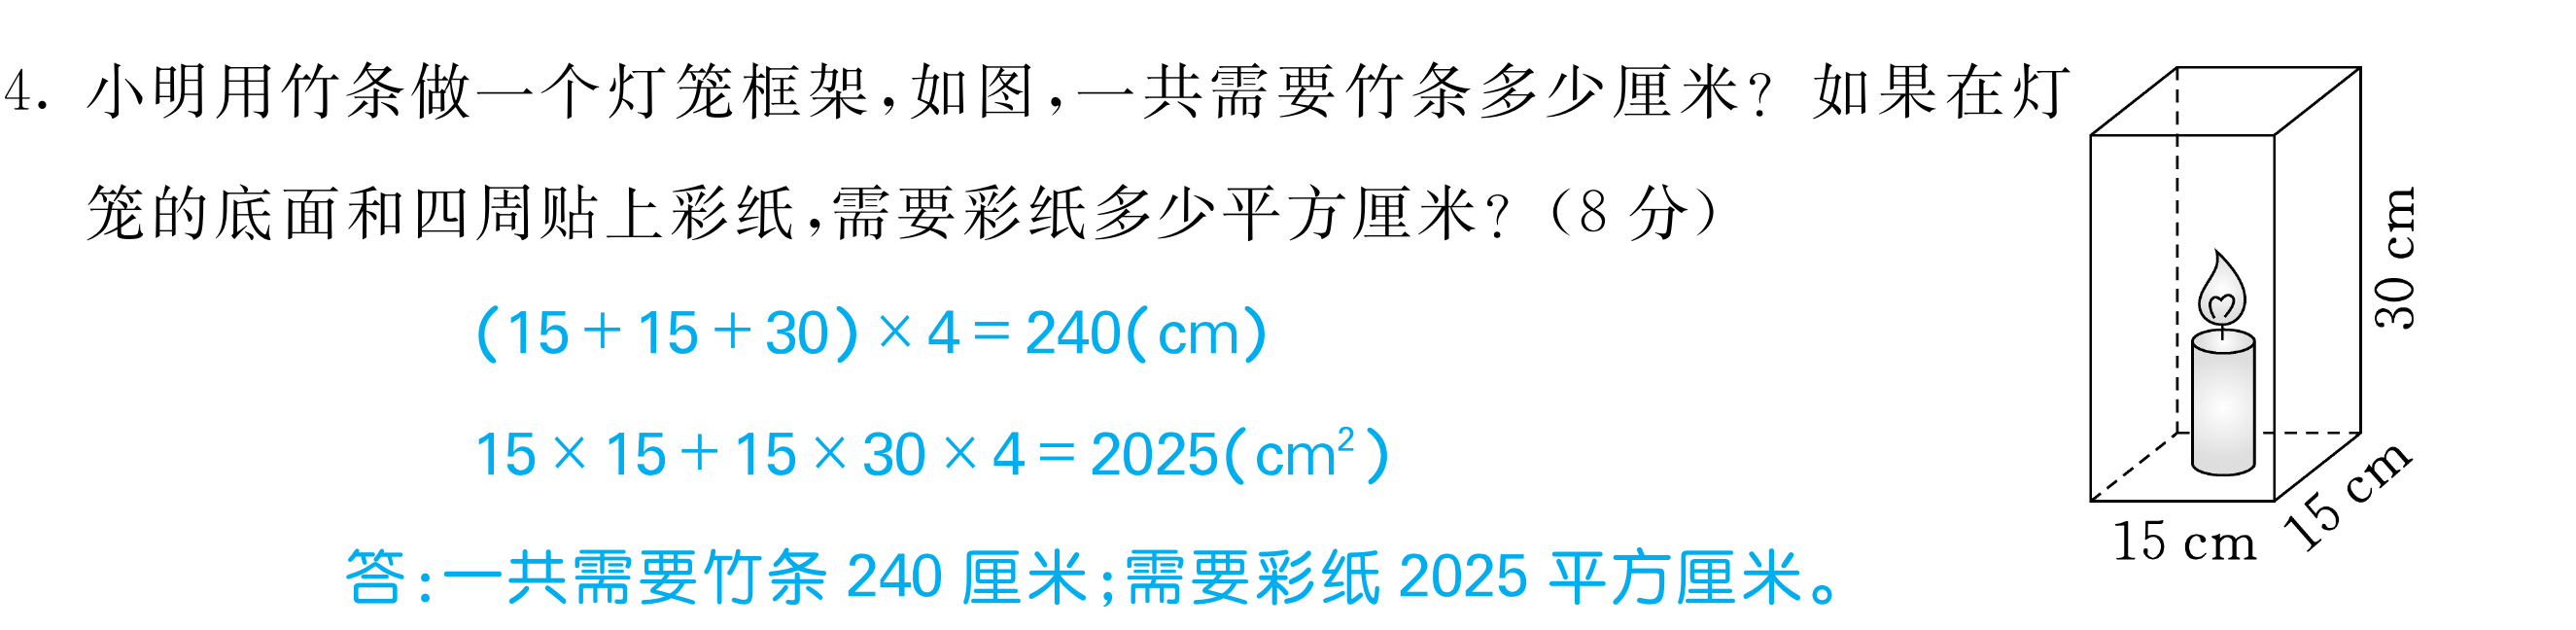 4. 小明用竹条做一个灯笼框架,如图,一共需要竹条多少厘米? 如果在灯
笼的底面和四周贴上彩纸,需要彩纸多少平方厘米?(8 分)
(15+15+30)×4=240(cm)
15×15+15×30×4=2025(cm²)
答:一共需要竹条 240 厘米;需要彩纸 2025 平方厘米。
30 cm
15 cm
15 cm